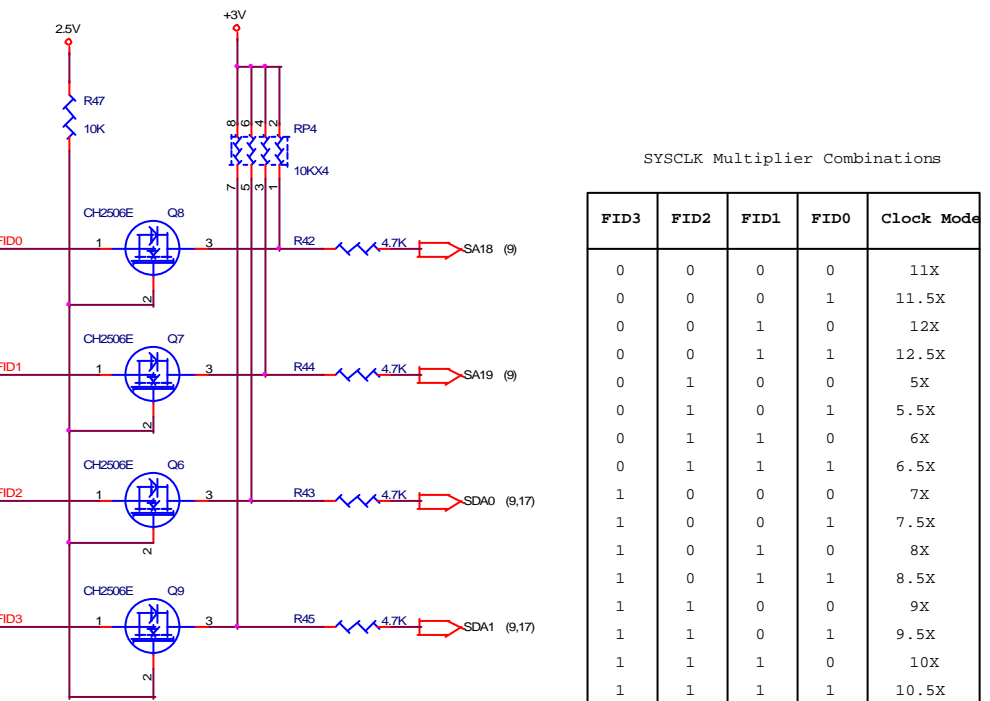 +3V
2.5V
R47
10K
8 6 4 2
RP4
10KX4
7 5 3 1
CH2506E Q8
FID0 1 3 R42 4.7K SA18 (9)
2
CH2506E Q7
FID1 1 3 R44 4.7K SA19 (9)
2
CH2506E Q6
FID2 1 3 R43 4.7K SDA0 (9,17)
2
CH2506E Q9
FID3 1 3 R45 4.7K SDA1 (9,17)
2
SYSCLK Multiplier Combinations
FID3 FID2 FID1 FID0 Clock Mode
0 0 0 0 11X
0 0 0 1 11.5X
0 0 1 0 12X
0 0 1 1 12.5X
0 1 0 0 5X
0 1 0 1 5.5X
0 1 1 0 6X
0 1 1 1 6.5X
1 0 0 0 7X
1 0 0 1 7.5X
1 0 1 0 8X
1 0 1 1 8.5X
1 1 0 0 9X
1 1 0 1 9.5X
1 1 1 0 10X
1 1 1 1 10.5X